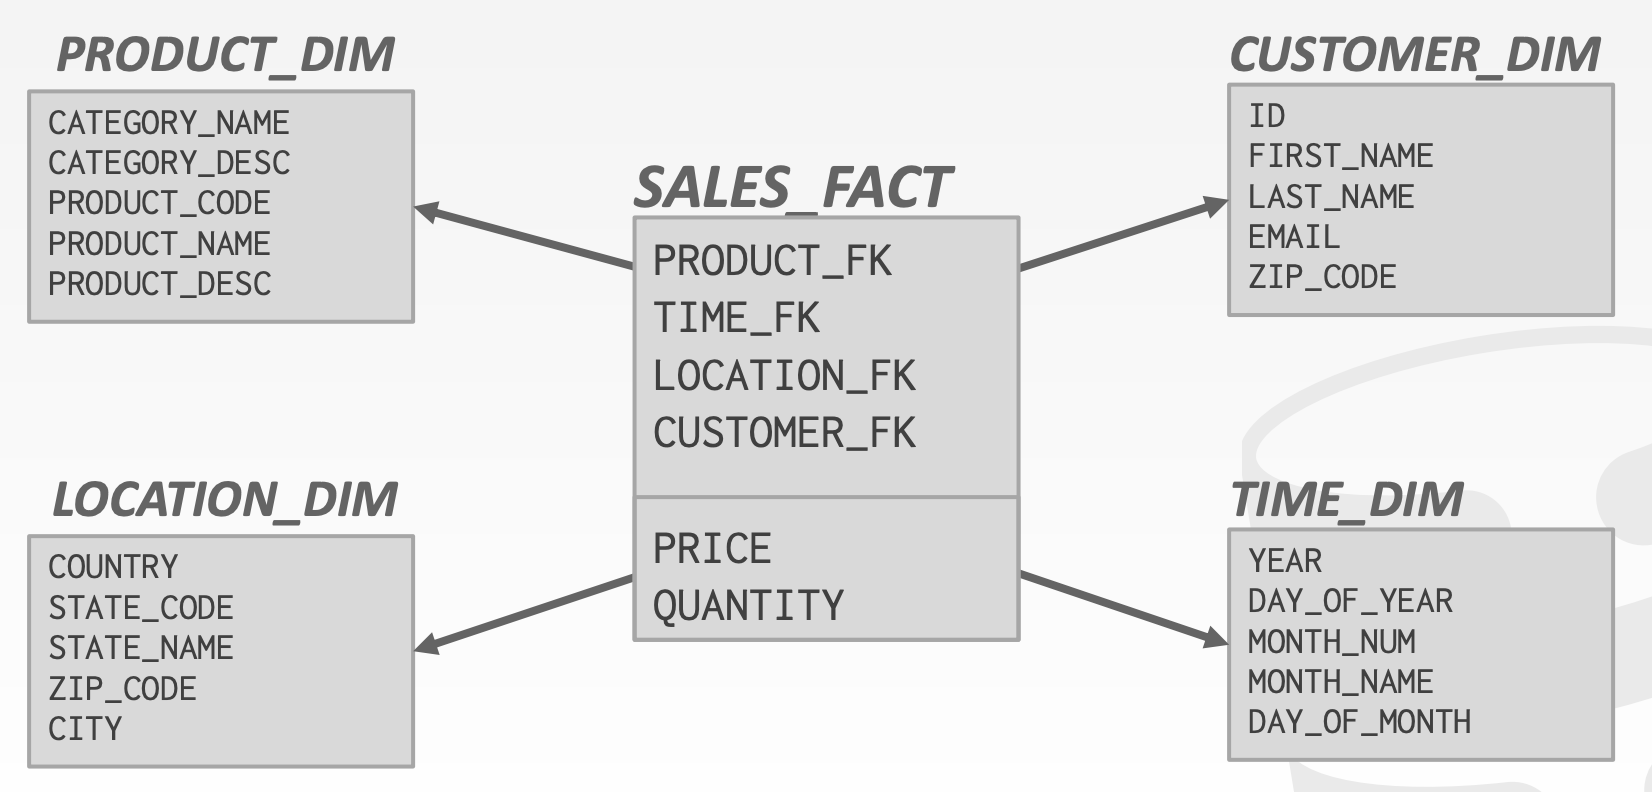 PRODUCT_DIM
CATEGORY_NAME
CATEGORY_DESC
PRODUCT_CODE
PRODUCT_NAME
PRODUCT_DESC
CUSTOMER_DIM
ID
FIRST_NAME
LAST_NAME
EMAIL
ZIP_CODE
SALES_FACT
PRODUCT_FK
TIME_FK
LOCATION_FK
CUSTOMER_FK
PRICE
QUANTITY
LOCATION_DIM
COUNTRY
STATE_CODE
STATE_NAME
ZIP_CODE
CITY
TIME_DIM
YEAR
DAY_OF_YEAR
MONTH_NUM
MONTH_NAME
DAY_OF_MONTH